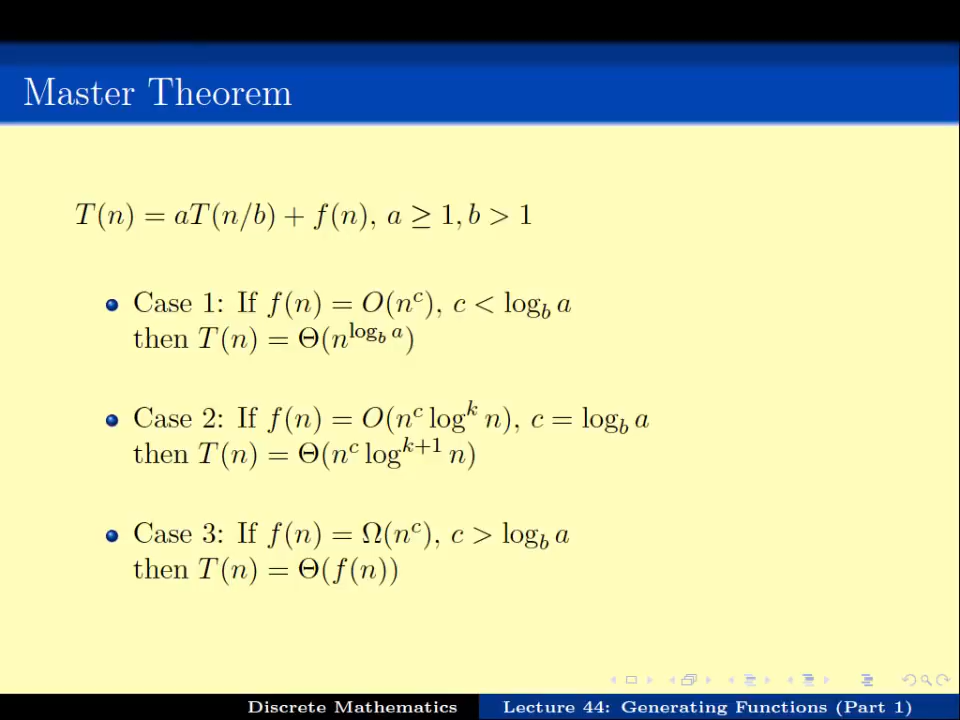 Master Theorem
T(n) = aT(n/b) + f(n), a ≥ 1, b > 1
Case 1: If f(n) = O(n^c), c < log_b a
then T(n) = Θ(n^{log_b a})
Case 2: If f(n) = O(n^c log^k n), c = log_b a
then T(n) = Θ(n^c log^{k+1} n)
Case 3: If f(n) = Ω(n^c), c > log_b a
then T(n) = Θ(f(n))
Discrete Mathematics Lecture 44: Generating Functions (Part 1)